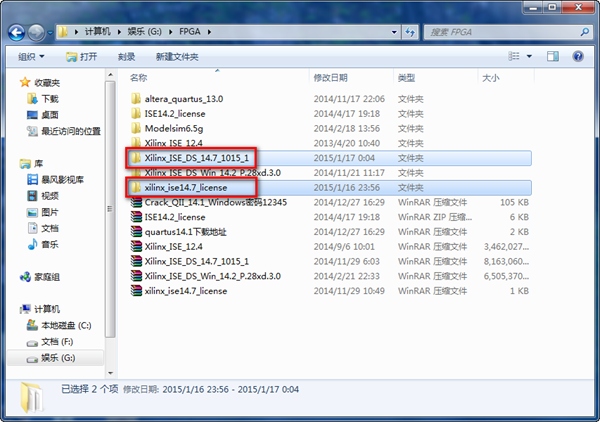 计算机 ▸ 娱乐 (G:) ▸ FPGA ▸
搜索 FPGA
组织 打开 刻录 新建文件夹
名称 修改日期 类型 大小
收藏夹
下载
桌面
最近访问的位置
库
暴风影视库
视频
图片
文档
音乐
家庭组
计算机
本地磁盘 (C:)
文档 (F:)
娱乐 (G:)
altera_quartus_13.0 2014/11/17 22:06 文件夹
ISE14.2_license 2014/4/17 19:18 文件夹
Modelsim6.5g 2014/2/18 13:56 文件夹
Xilinx_ISE_12.4 2013/4/20 10:40 文件夹
Xilinx_ISE_DS_14.7_1015_1 2015/1/17 0:04 文件夹
Xilinx_ISE_DS_Win_14.2_P.28xd.3.0 2014/11/21 11:17 文件夹
xilinx_ise14.7_license 2015/1/16 23:56 文件夹
Crack_QII_14.1_Windows密码12345 2014/12/27 16:29 WinRAR 压缩文件 105 KB
ISE14.2_license 2014/4/17 19:18 WinRAR ZIP 压缩... 6 KB
quartus14.1下载地址 2014/12/27 16:29 WinRAR 压缩文件 2 KB
Xilinx_ISE_12.4 2014/9/6 10:01 WinRAR 压缩文件 3,462,027...
Xilinx_ISE_DS_14.7_1015_1 2014/11/29 6:03 WinRAR 压缩文件 8,163,060...
Xilinx_ISE_DS_Win_14.2_P.28xd.3.0 2014/2/21 22:33 WinRAR 压缩文件 6,505,370...
xilinx_ise14.7_license 2014/11/29 10:49 WinRAR 压缩文件 1 KB
已选择 2 个项 修改日期: 2015/1/16 23:56 - 2015/1/17 0:04